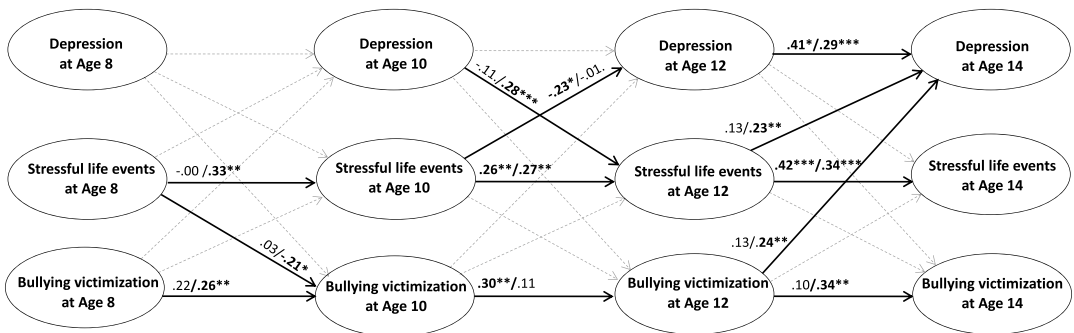 Depression
at Age 8
Depression
at Age 10
Depression
at Age 12
Depression
at Age 14
.41*/.29***
-.11/.28***
-.23*/-.01.
.13/.23**
Stressful life events
at Age 8
Stressful life events
at Age 10
Stressful life events
at Age 12
Stressful life events
at Age 14
-.00 /.33**
.26**/.27**
.42***/.34***
.03/-.21*
.13/.24**
Bullying victimization
at Age 8
Bullying victimization
at Age 10
Bullying victimization
at Age 12
Bullying victimization
at Age 14
.22/.26**
.30**/.11
.10/.34**